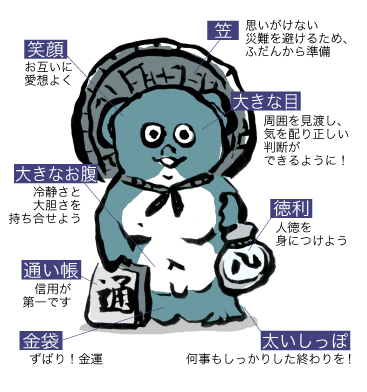 笠
思いがけない
災難を避けるため、
ふだんから準備
笑顔
お互いに
愛想よく
大きな目
周囲を見渡し、
気を配り正しい
判断が
できるように！
大きなお腹
冷静さと
大胆さを
持ち合せよう
徳利
人徳を
身につけよう
通い帳
信用が
第一です
通
心
金袋
ずばり！金運
太いしっぽ
何事もしっかりした終わりを！